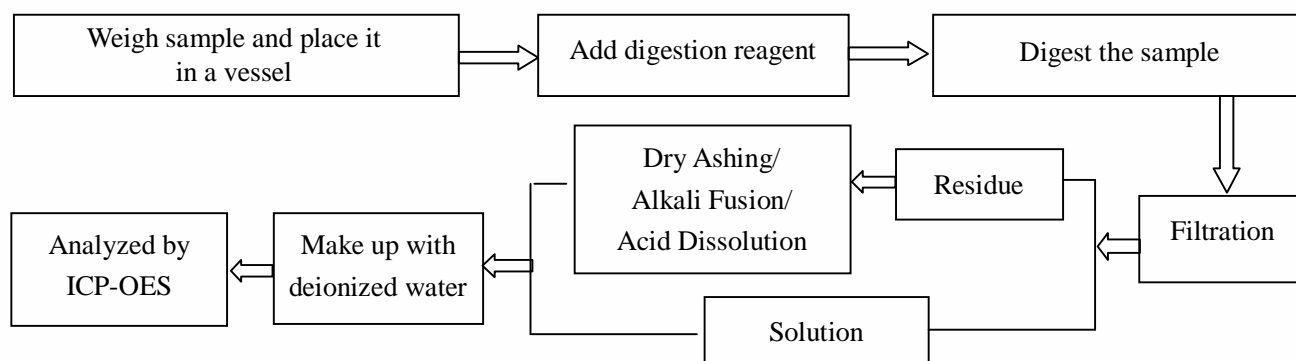 Weigh sample and place it
in a vessel
Add digestion reagent
Digest the sample
Filtration
Residue
Dry Ashing/
Alkali Fusion/
Acid Dissolution
Solution
Make up with
deionized water
Analyzed by
ICP-OES